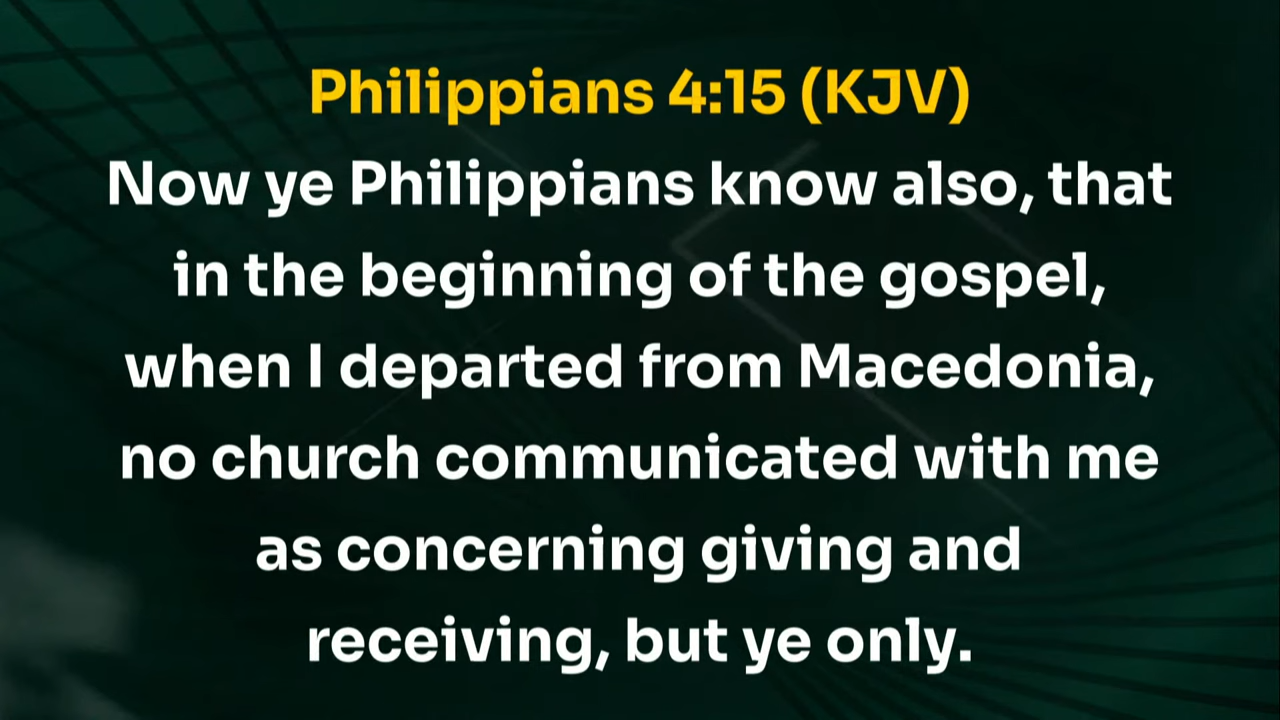 Philippians 4:15 (KJV)
Now ye Philippians know also, that
in the beginning of the gospel,
when I departed from Macedonia,
no church communicated with me
as concerning giving and
receiving, but ye only.